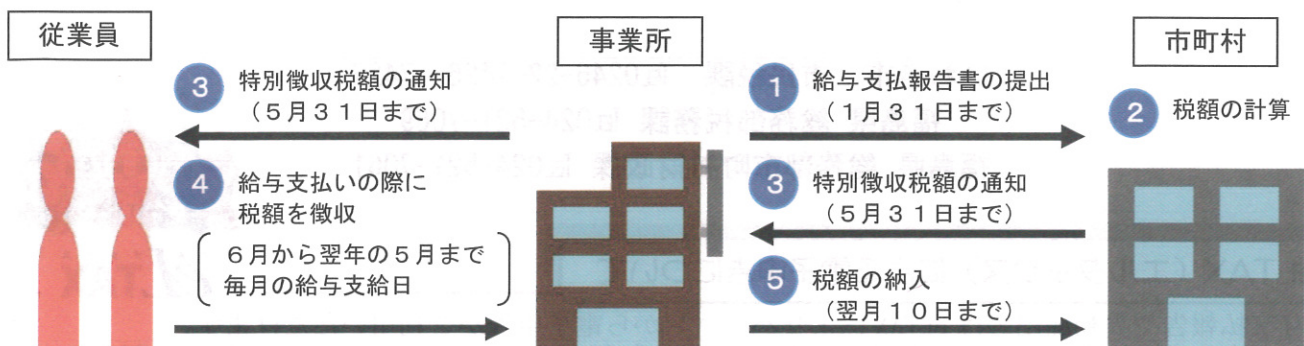 従業員
事業所
市町村
3 特別徴収税額の通知
(5月31日まで)
1 給与支払報告書の提出
(1月31日まで)
2 税額の計算
4 給与支払いの際に
税額を徴収
6月から翌年の5月まで
毎月の給与支給日
3 特別徴収税額の通知
(5月31日まで)
5 税額の納入
(翌月10日まで)